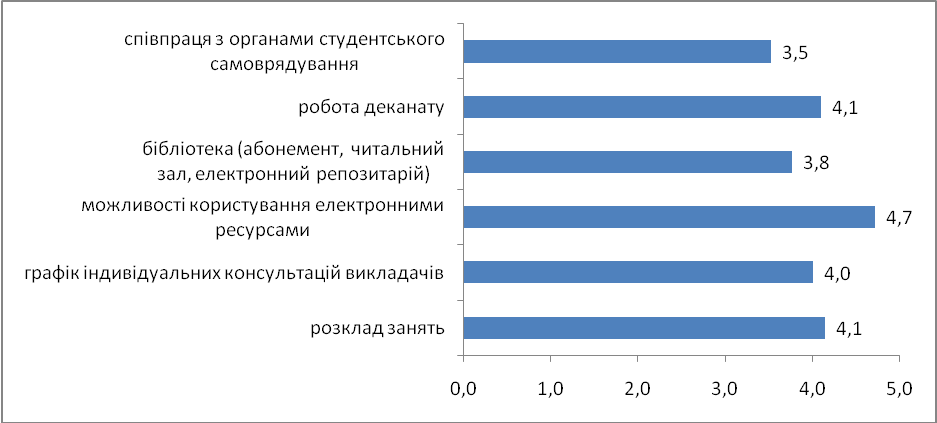 співпраця з органами студентського
самоврядування
3,5
робота деканату
4,1
бібліотека (абонемент, читальний
зал, електронний репозитарій)
3,8
можливості користування електронними
ресурсами
4,7
графік індивідуальних консультацій викладачів
4,0
розклад занять
4,1
0,0 1,0 2,0 3,0 4,0 5,0